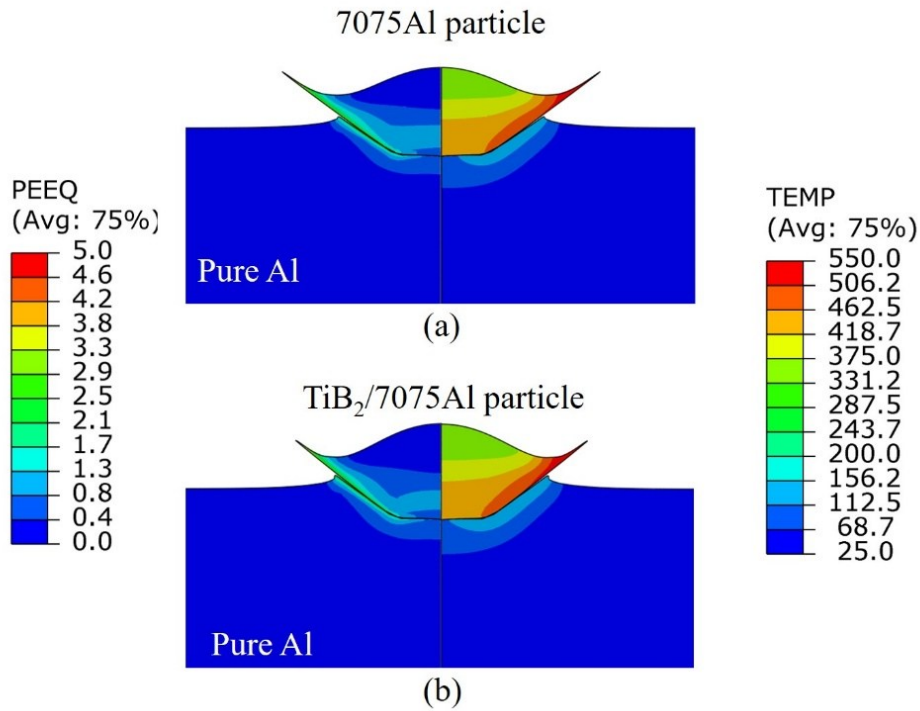 7075Al particle
PEEQ
(Avg: 75%)
5.0
4.6
4.2
3.8
3.3
2.9
2.5
2.1
1.7
1.3
0.8
0.4
0.0
Pure Al
TEMP
(Avg: 75%)
550.0
506.2
462.5
418.7
375.0
331.2
287.5
243.7
200.0
156.2
112.5
68.7
25.0
(a)
TiB₂/7075Al particle
Pure Al
(b)